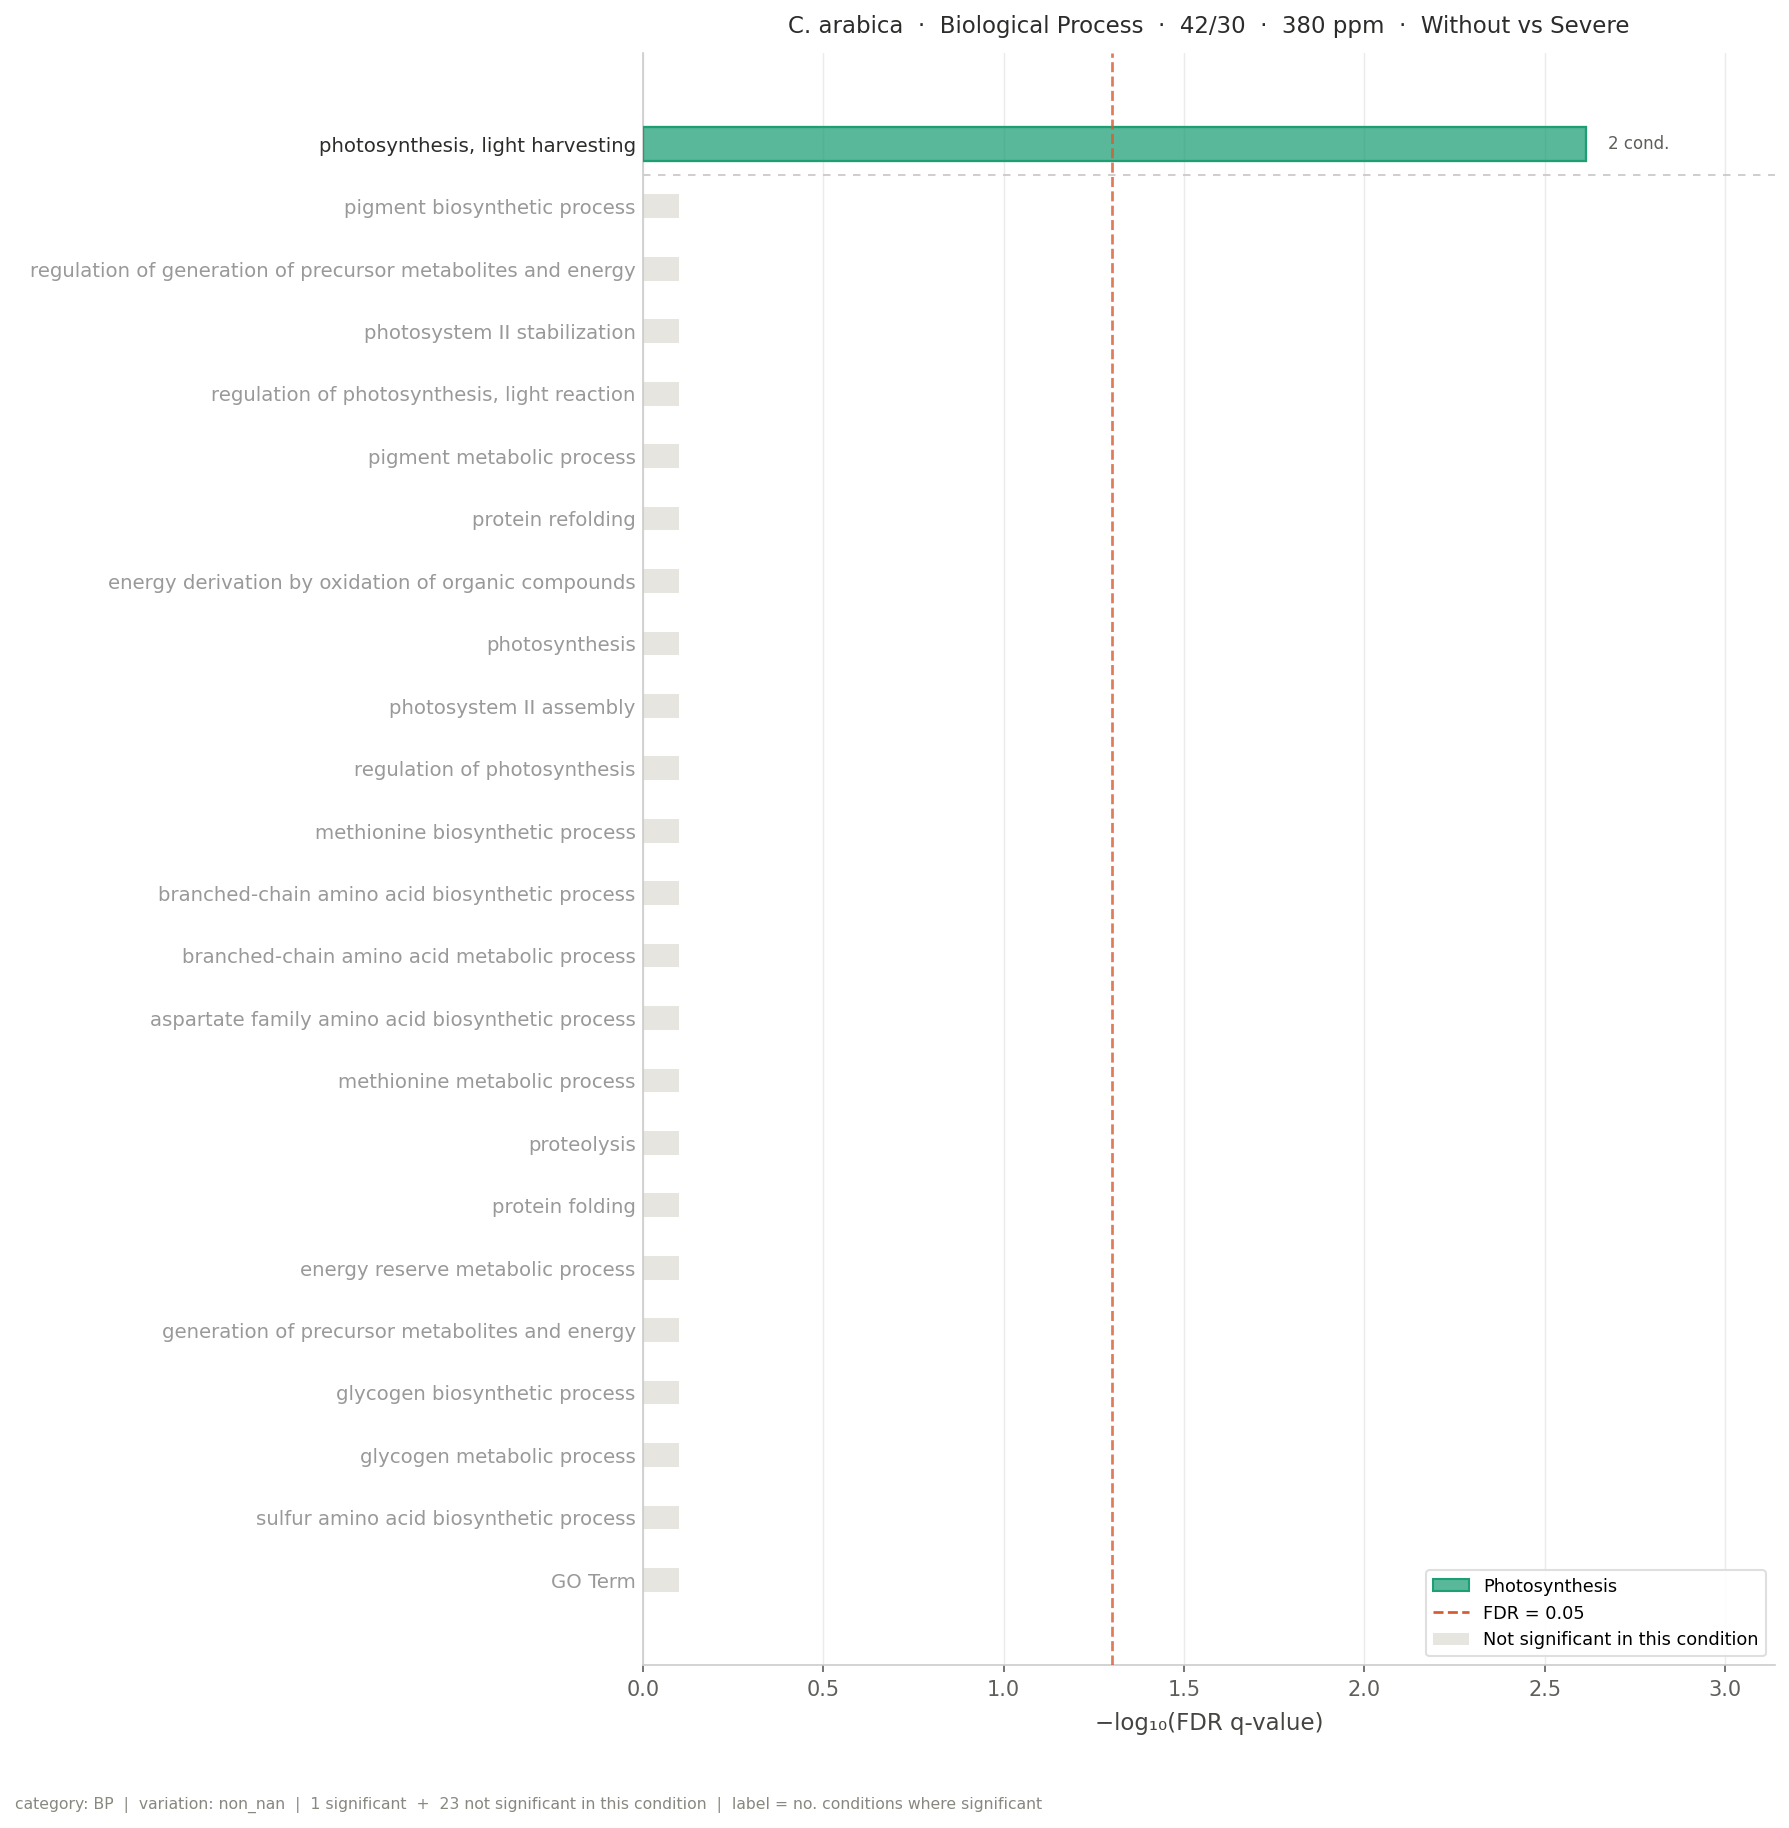 C. arabica · Biological Process · 42/30 · 380 ppm · Without vs Severe
photosynthesis, light harvesting
2 cond.
pigment biosynthetic process
regulation of generation of precursor metabolites and energy
photosystem II stabilization
regulation of photosynthesis, light reaction
pigment metabolic process
protein refolding
energy derivation by oxidation of organic compounds
photosynthesis
photosystem II assembly
regulation of photosynthesis
methionine biosynthetic process
branched-chain amino acid biosynthetic process
branched-chain amino acid metabolic process
aspartate family amino acid biosynthetic process
methionine metabolic process
proteolysis
protein folding
energy reserve metabolic process
generation of precursor metabolites and energy
glycogen biosynthetic process
glycogen metabolic process
sulfur amino acid biosynthetic process
GO Term
Photosynthesis
FDR = 0.05
Not significant in this condition
0.0 0.5 1.0 1.5 2.0 2.5 3.0
−log₁₀(FDR q-value)
category: BP | variation: non_nan | 1 significant + 23 not significant in this condition | label = no. conditions where significant